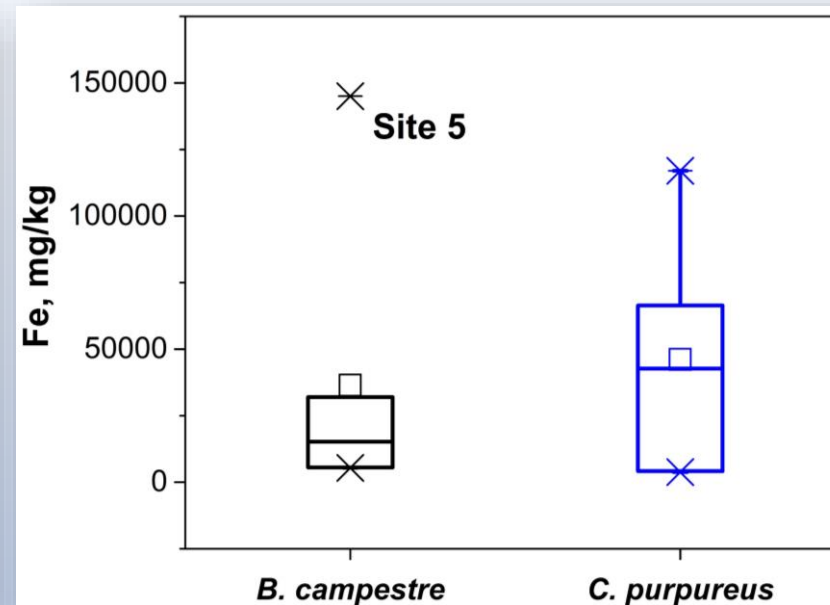 150000
Site 5
100000
50000
0
Fe, mg/kg
B. campestre C. purpureus